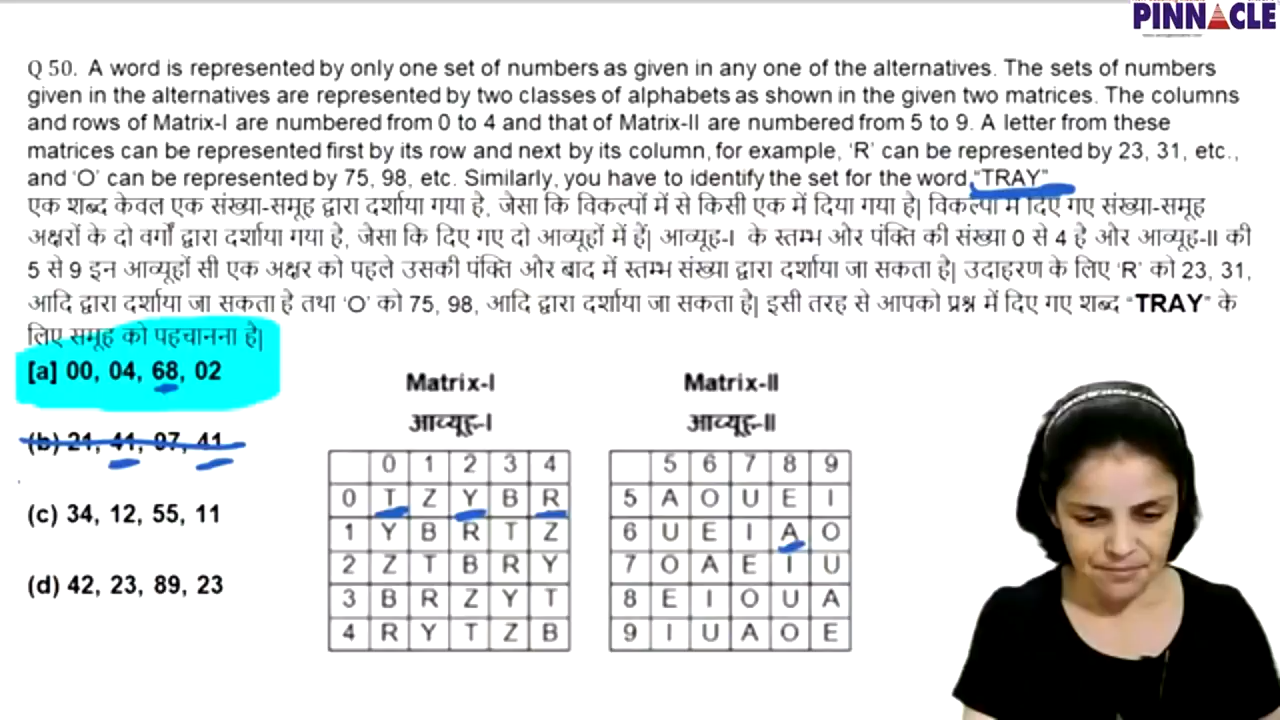 PINNACLE
Q 50. A word is represented by only one set of numbers as given in any one of the alternatives. The sets of numbers
given in the alternatives are represented by two classes of alphabets as shown in the given two matrices. The columns
and rows of Matrix-I are numbered from 0 to 4 and that of Matrix-II are numbered from 5 to 9. A letter from these
matrices can be represented first by its row and next by its column, for example, 'R' can be represented by 23, 31, etc.,
and 'O' can be represented by 75, 98, etc. Similarly, you have to identify the set for the word "TRAY"
एक शब्द केवल एक संख्या-समूह द्वारा दर्शाया गया है, जैसा कि विकल्पों में से किसी एक में दिया गया है| विकल्पों में दिए गए संख्या-समूह
अक्षरों के दो वर्गों द्वारा दर्शाया गया है, जैसा कि दिए गए दो आव्यूहों में हैं| आव्यूह-I के स्तम्भ ओर पंक्ति की संख्या 0 से 4 है और आव्यूह-II की
5 से 9 इन आव्यूहों सी एक अक्षर को पहले उसकी पंक्ति और बाद में स्तम्भ संख्या द्वारा दर्शाया जा सकता है| उदाहरण के लिए 'R' को 23, 31,
आदि द्वारा दर्शाया जा सकता है तथा 'O' को 75, 98, आदि द्वारा दर्शाया जा सकता है| इसी तरह से आपको प्रश्न में दिए गए शब्द "TRAY" के
लिए समूह को पहचानना है|
[a] 00, 04, 68, 02
(b) 21, 41, 97, 41
(c) 34, 12, 55, 11
(d) 42, 23, 89, 23
Matrix-I
आव्यूह-I
0 1 2 3 4
0 T Z Y B R
1 Y B R T Z
2 Z T B R Y
3 B R Z Y T
4 R Y T Z B
Matrix-II
आव्यूह-II
5 6 7 8 9
5 A O U E I
6 U E I A O
7 O A E I U
8 E I O U A
9 I U A O E